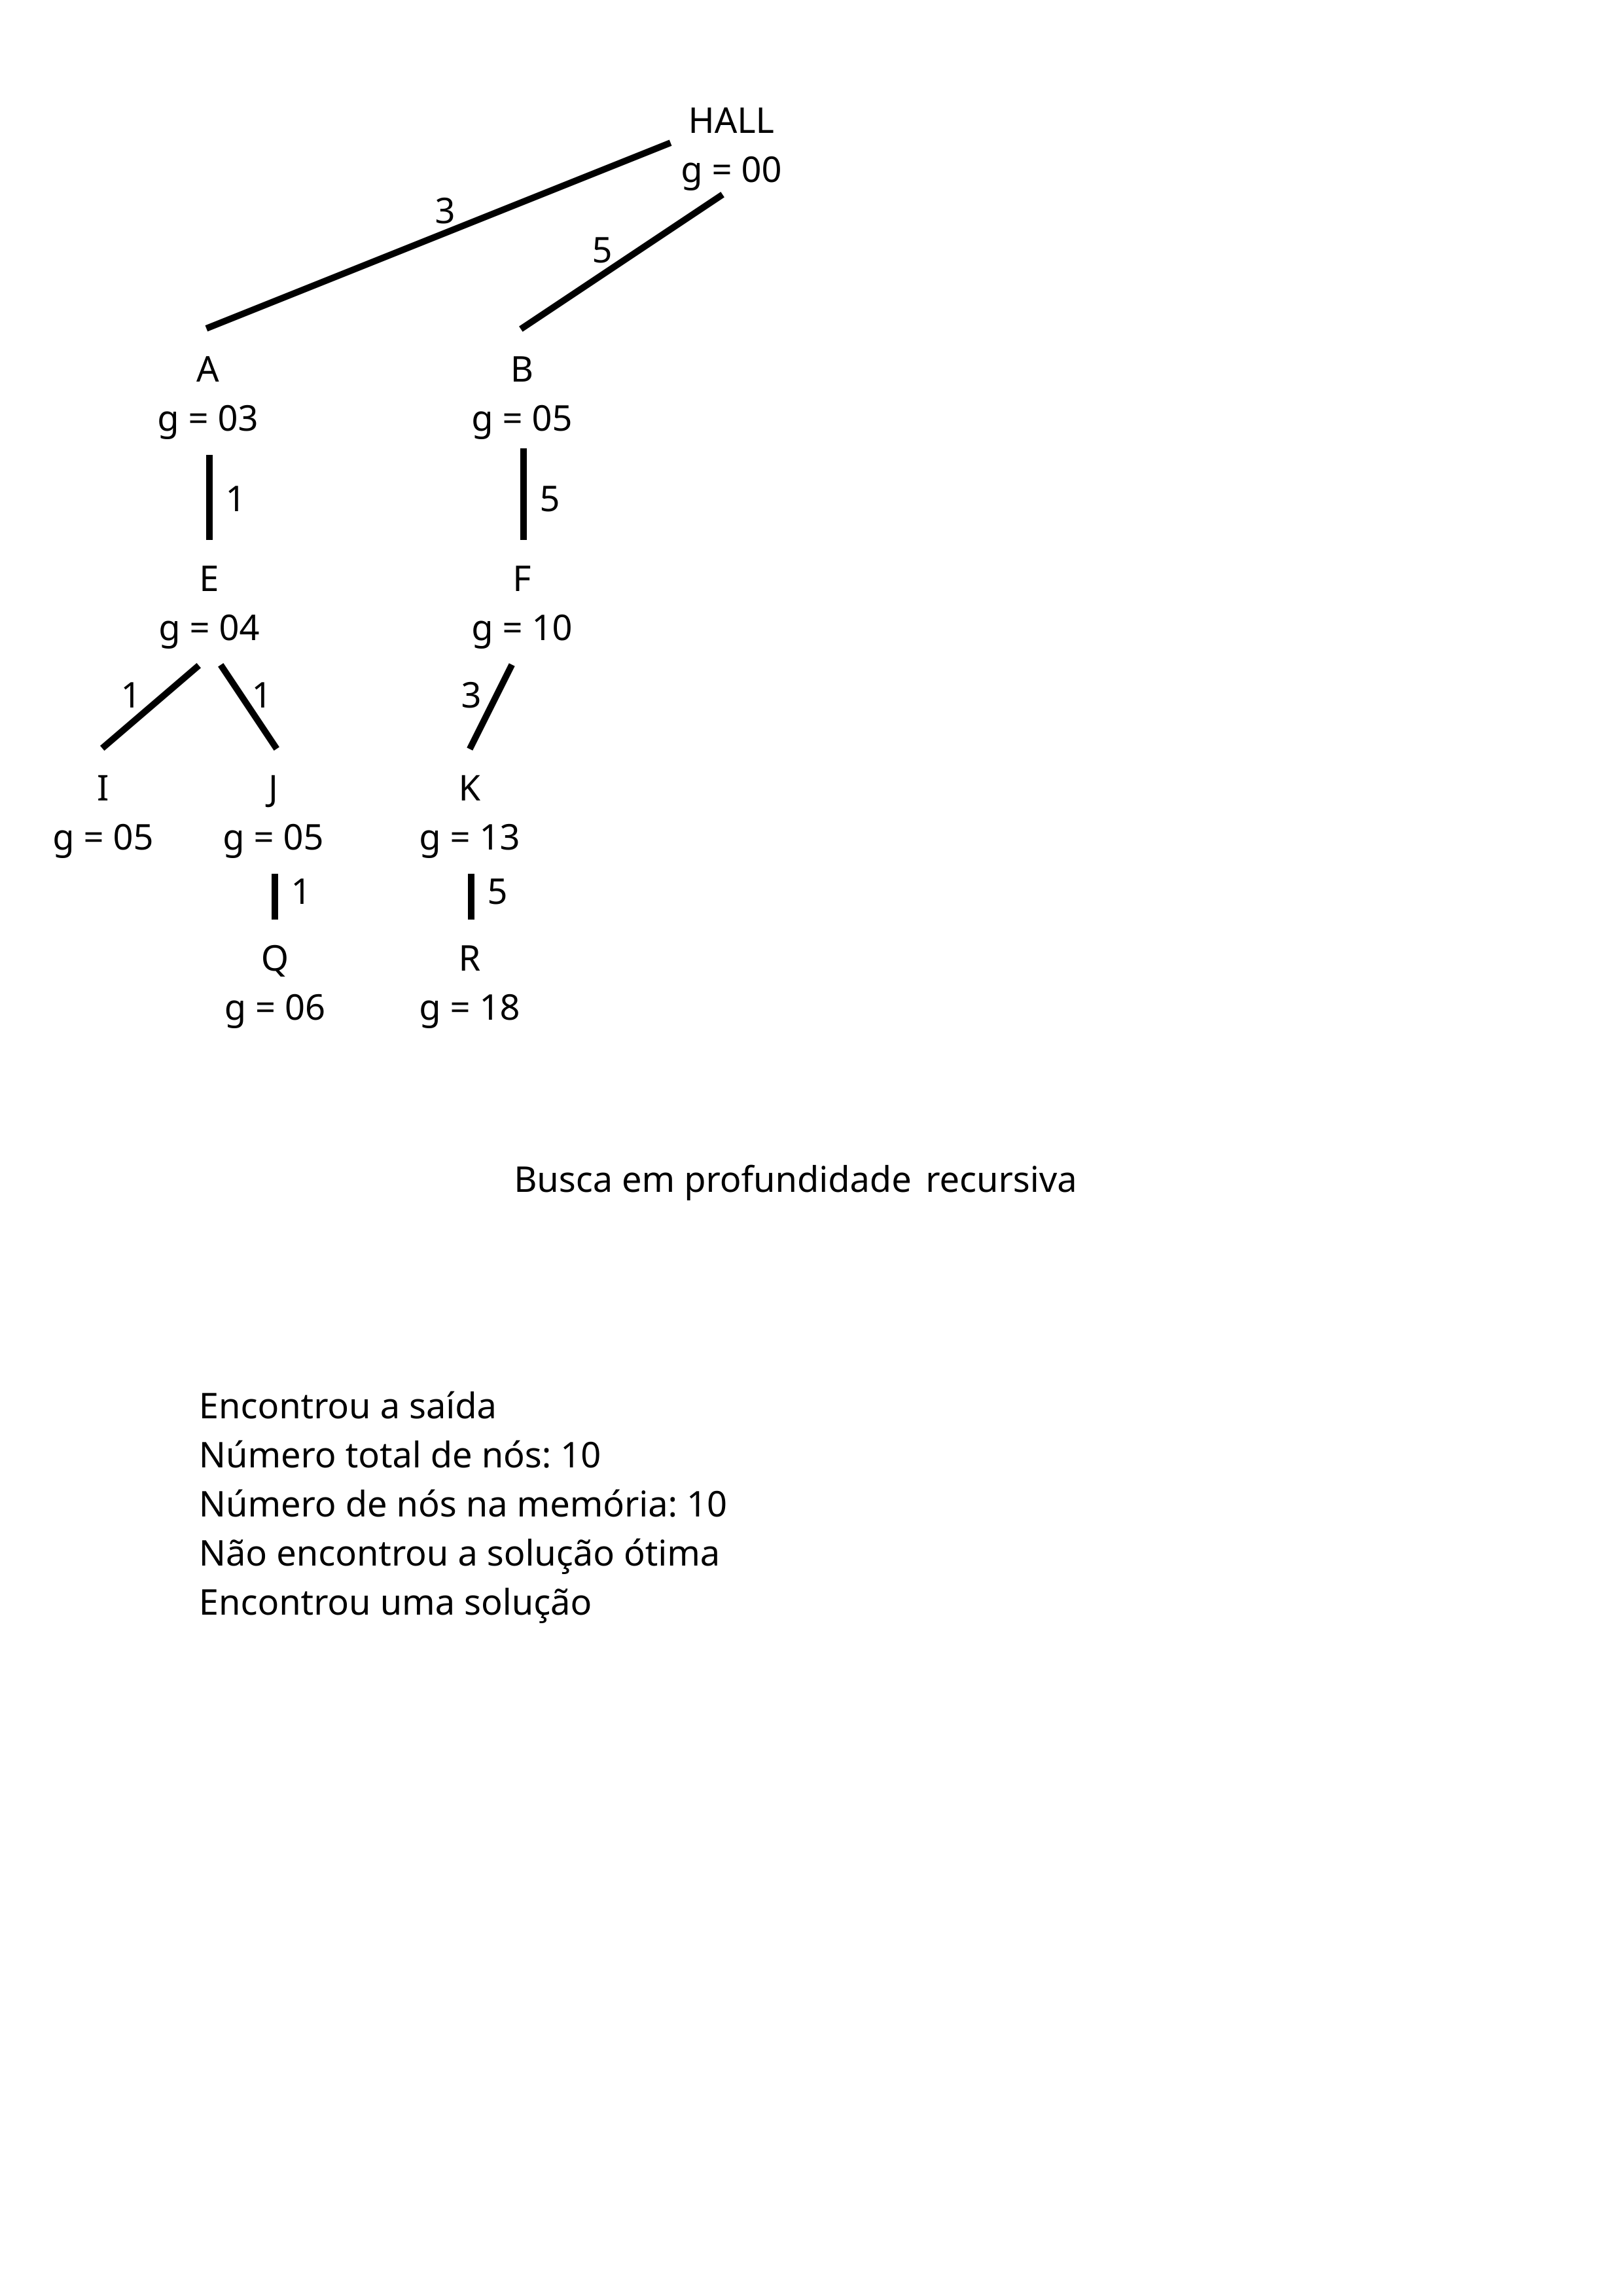 HALL
g = 00
3
5
A
B
g = 03
g = 05
1
5
E
F
g = 04
g = 10
1
1
3
I
J
K
g = 05
g = 05
g = 13
1
5
Q
R
g = 06
g = 18
Busca em profundidade recursiva
Encontrou a saída
Número total de nós: 10
Número de nós na memória: 10
Não encontrou a solução ótima
Encontrou uma solução